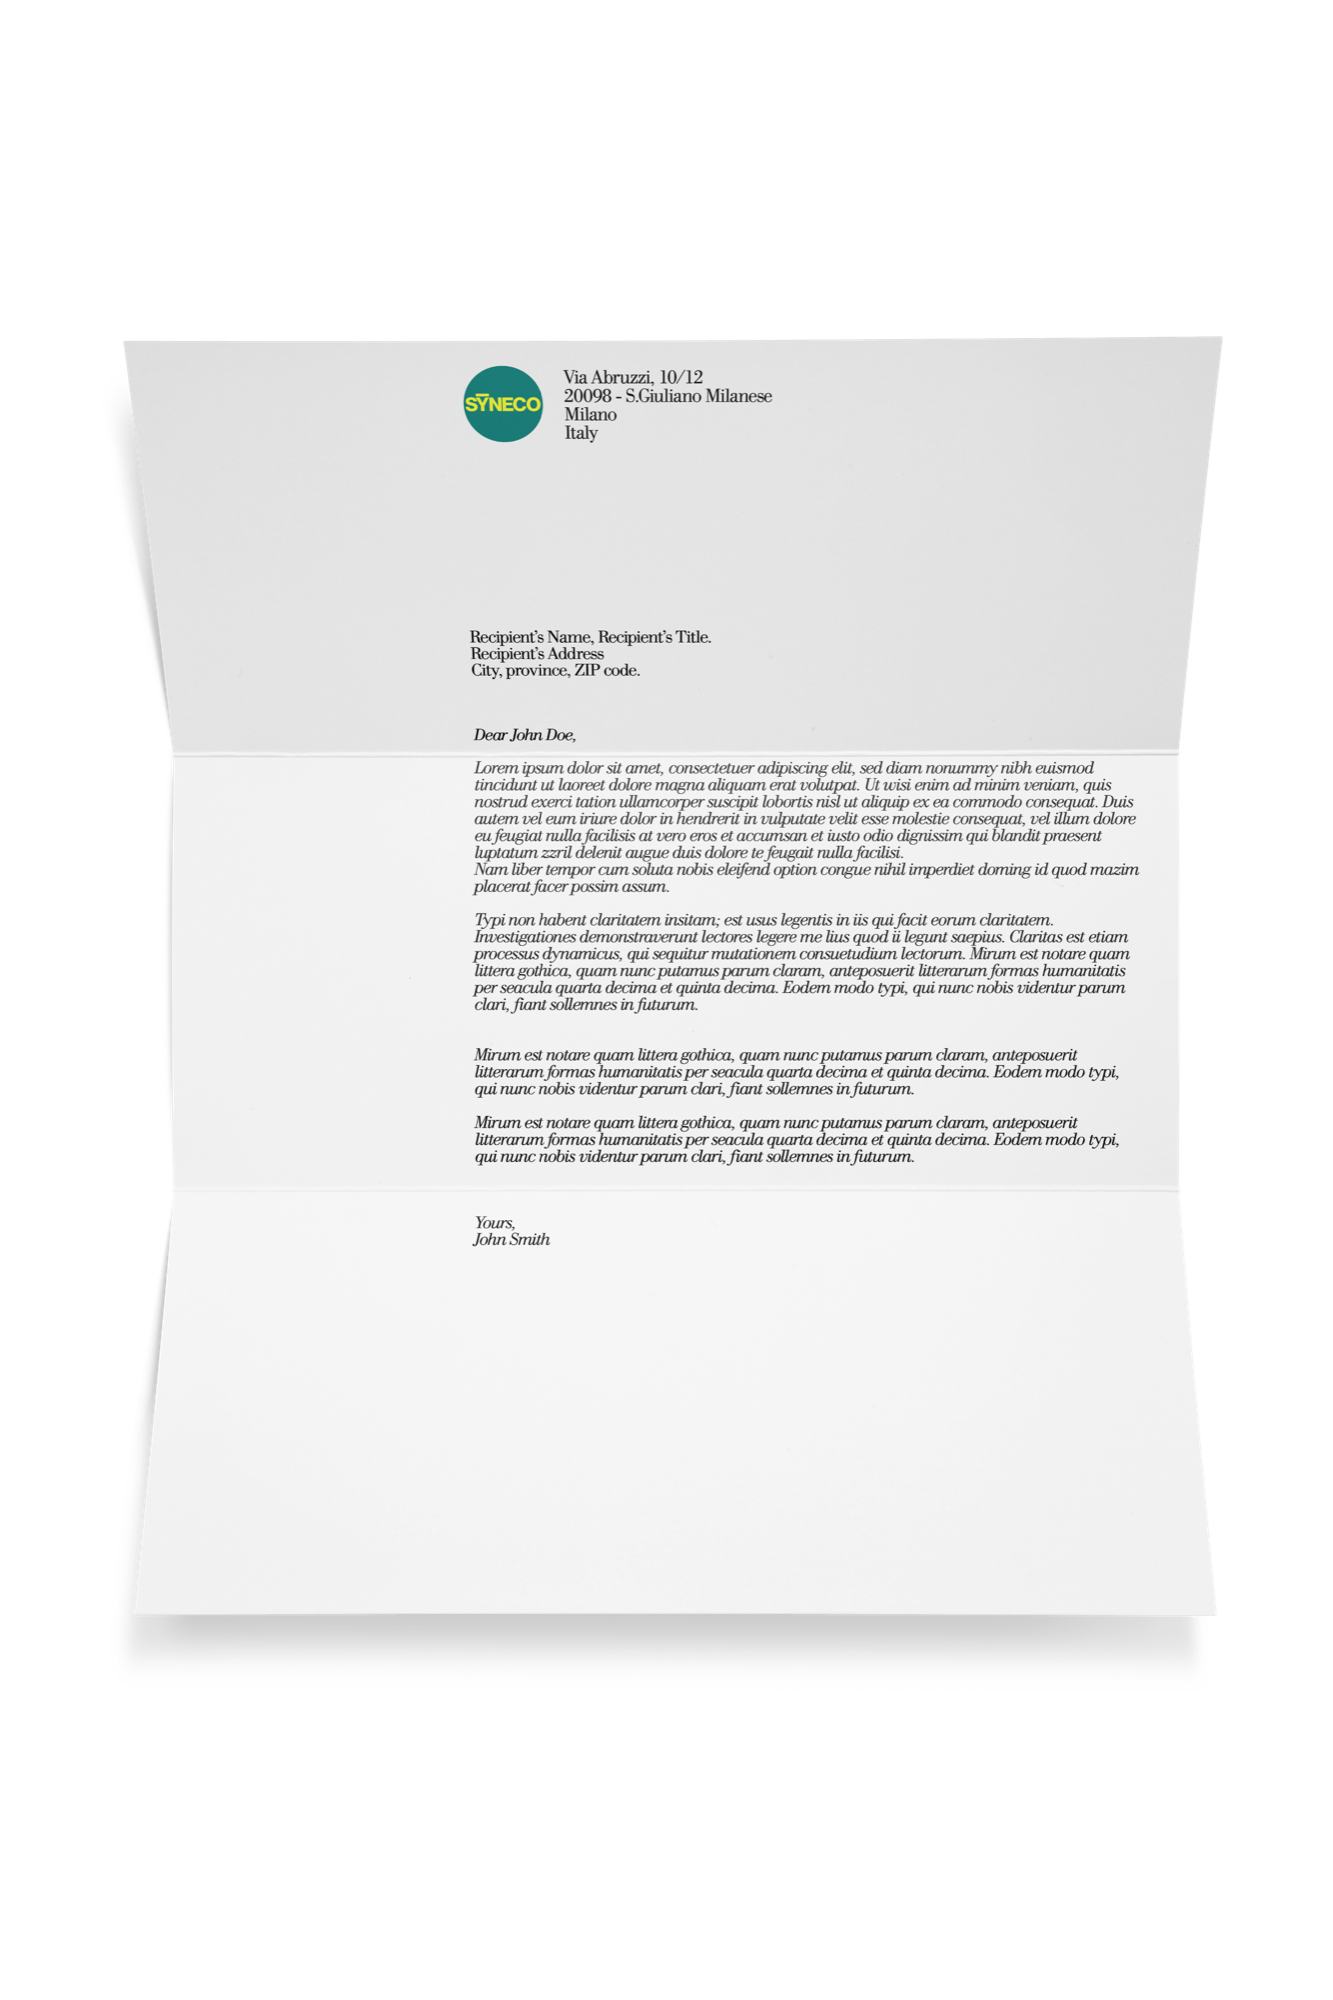 SYNECO
Via Abruzzi, 10/12
20098 - S.Giuliano Milanese
Milano
Italy
Recipient's Name, Recipient's Title.
Recipient's Address
City, province, ZIP code.
Dear John Doe,
Lorem ipsum dolor sit amet, consectetuer adipiscing elit, sed diam nonummy nibh euismod
tincidunt ut laoreet dolore magna aliquam erat volutpat. Ut wisi enim ad minim veniam, quis
nostrud exerci tation ullamcorper suscipit lobortis nisl ut aliquip ex ea commodo consequat. Duis
autem vel eum iriure dolor in hendrerit in vulputate velit esse molestie consequat, vel illum dolore
eu feugiat nulla facilisis at vero eros et accumsan et iusto odio dignissim qui blandit praesent
luptatum zzril delenit augue duis dolore te feugait nulla facilisi.
Nam liber tempor cum soluta nobis eleifend option congue nihil imperdiet doming id quod mazim
placerat facer possim assum.
Typi non habent claritatem insitam; est usus legentis in iis qui facit eorum claritatem.
Investigationes demonstraverunt lectores legere me lius quod ii legunt saepius. Claritas est etiam
processus dynamicus, qui sequitur mutationem consuetudium lectorum. Mirum est notare quam
littera gothica, quam nunc putamus parum claram, anteposuerit litterarum formas humanitatis
per seacula quarta decima et quinta decima. Eodem modo typi, qui nunc nobis videntur parum
clari, fiant sollemnes in futurum.
Mirum est notare quam littera gothica, quam nunc putamus parum claram, anteposuerit
litterarum formas humanitatis per seacula quarta decima et quinta decima. Eodem modo typi,
qui nunc nobis videntur parum clari, fiant sollemnes in futurum.
Mirum est notare quam littera gothica, quam nunc putamus parum claram, anteposuerit
litterarum formas humanitatis per seacula quarta decima et quinta decima. Eodem modo typi,
qui nunc nobis videntur parum clari, fiant sollemnes in futurum.
Yours,
John Smith